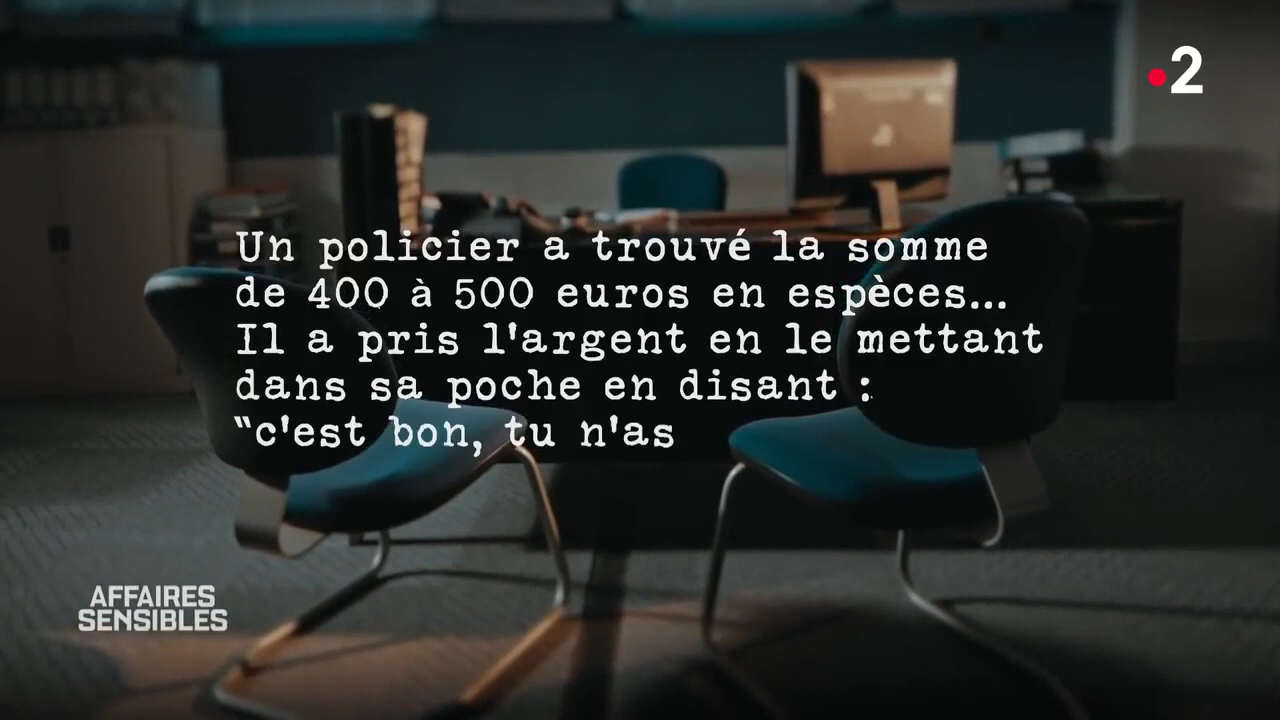 2
Un policier a trouvé la somme
de 400 à 500 euros en espèces...
Il a pris l'argent en le mettant
dans sa poche en disant :
“c'est bon, tu n'as
AFFAIRES
SENSIBLES